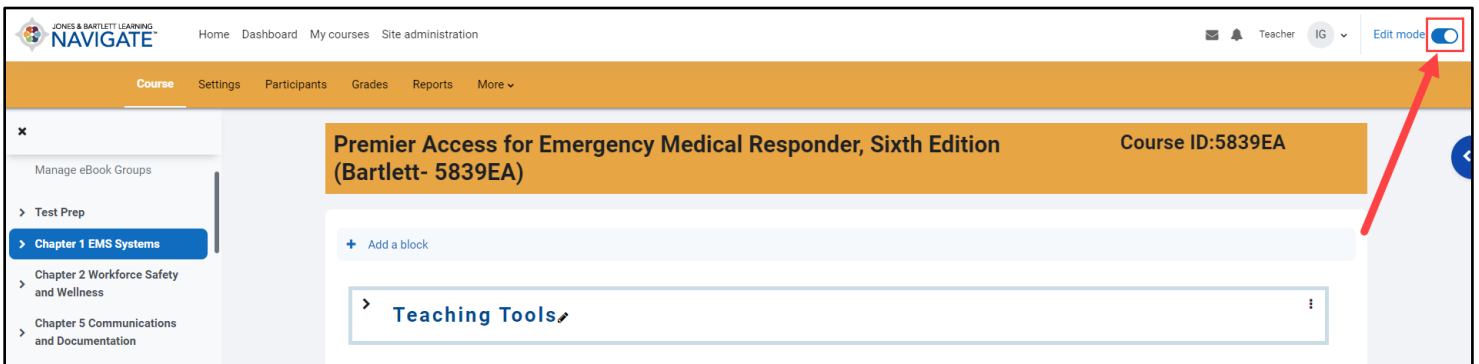 JONES & BARTLETT LEARNING
NAVIGATE™
Home Dashboard My courses Site administration
Teacher IG Edit mode
Course Settings Participants Grades Reports More
Manage eBook Groups
Test Prep
Chapter 1 EMS Systems
Chapter 2 Workforce Safety
and Wellness
Chapter 5 Communications
and Documentation
Premier Access for Emergency Medical Responder, Sixth Edition
(Bartlett- 5839EA)
Course ID:5839EA
+ Add a block
Teaching Tools